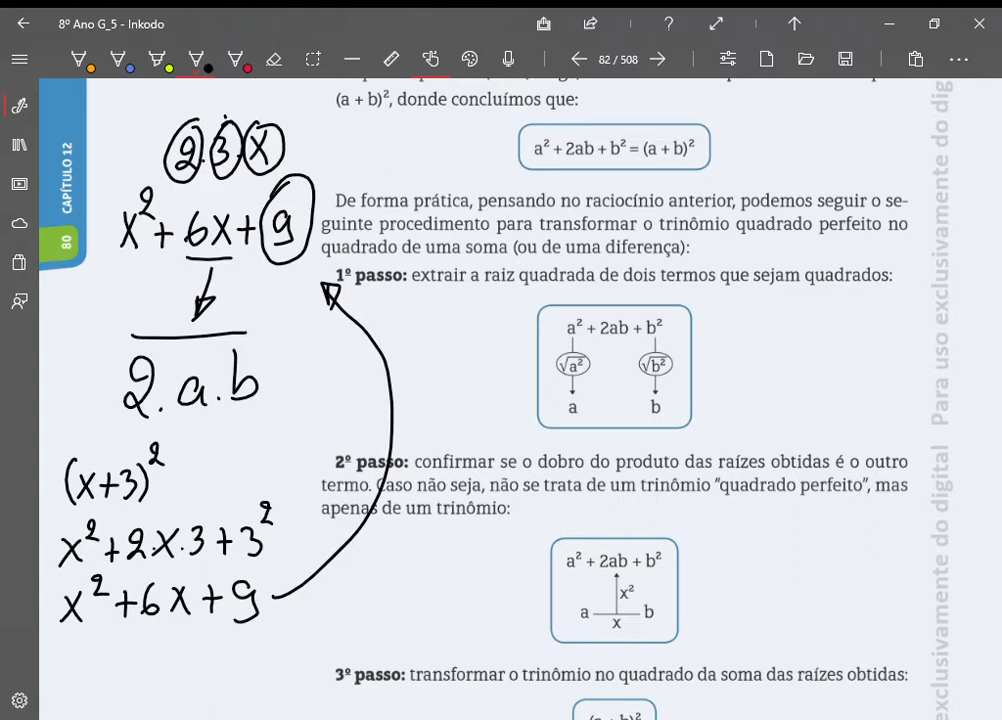 8º Ano G_5 - Inkodo
82 / 508
CAPÍTULO 12
80
2.3.x
x² + 6x + 9
2.a.b
(x+3)²
x² + 2x.3 + 3²
x² + 6x + 9
(a + b)², donde concluímos que:
a² + 2ab + b² = (a + b)²
De forma prática, pensando no raciocínio anterior, podemos seguir o se-
guinte procedimento para transformar o trinômio quadrado perfeito no
quadrado de uma soma (ou de uma diferença):
1º passo: extrair a raiz quadrada de dois termos que sejam quadrados:
a² + 2ab + b²
√a² √b²
a b
2º passo: confirmar se o dobro do produto das raízes obtidas é o outro
termo. Caso não seja, não se trata de um trinômio “quadrado perfeito”, mas
apenas de um trinômio:
a² + 2ab + b²
x²
a b
x
3º passo: transformar o trinômio no quadrado da soma das raízes obtidas:
exclusivamente do digital Para uso exclusivamente do dig